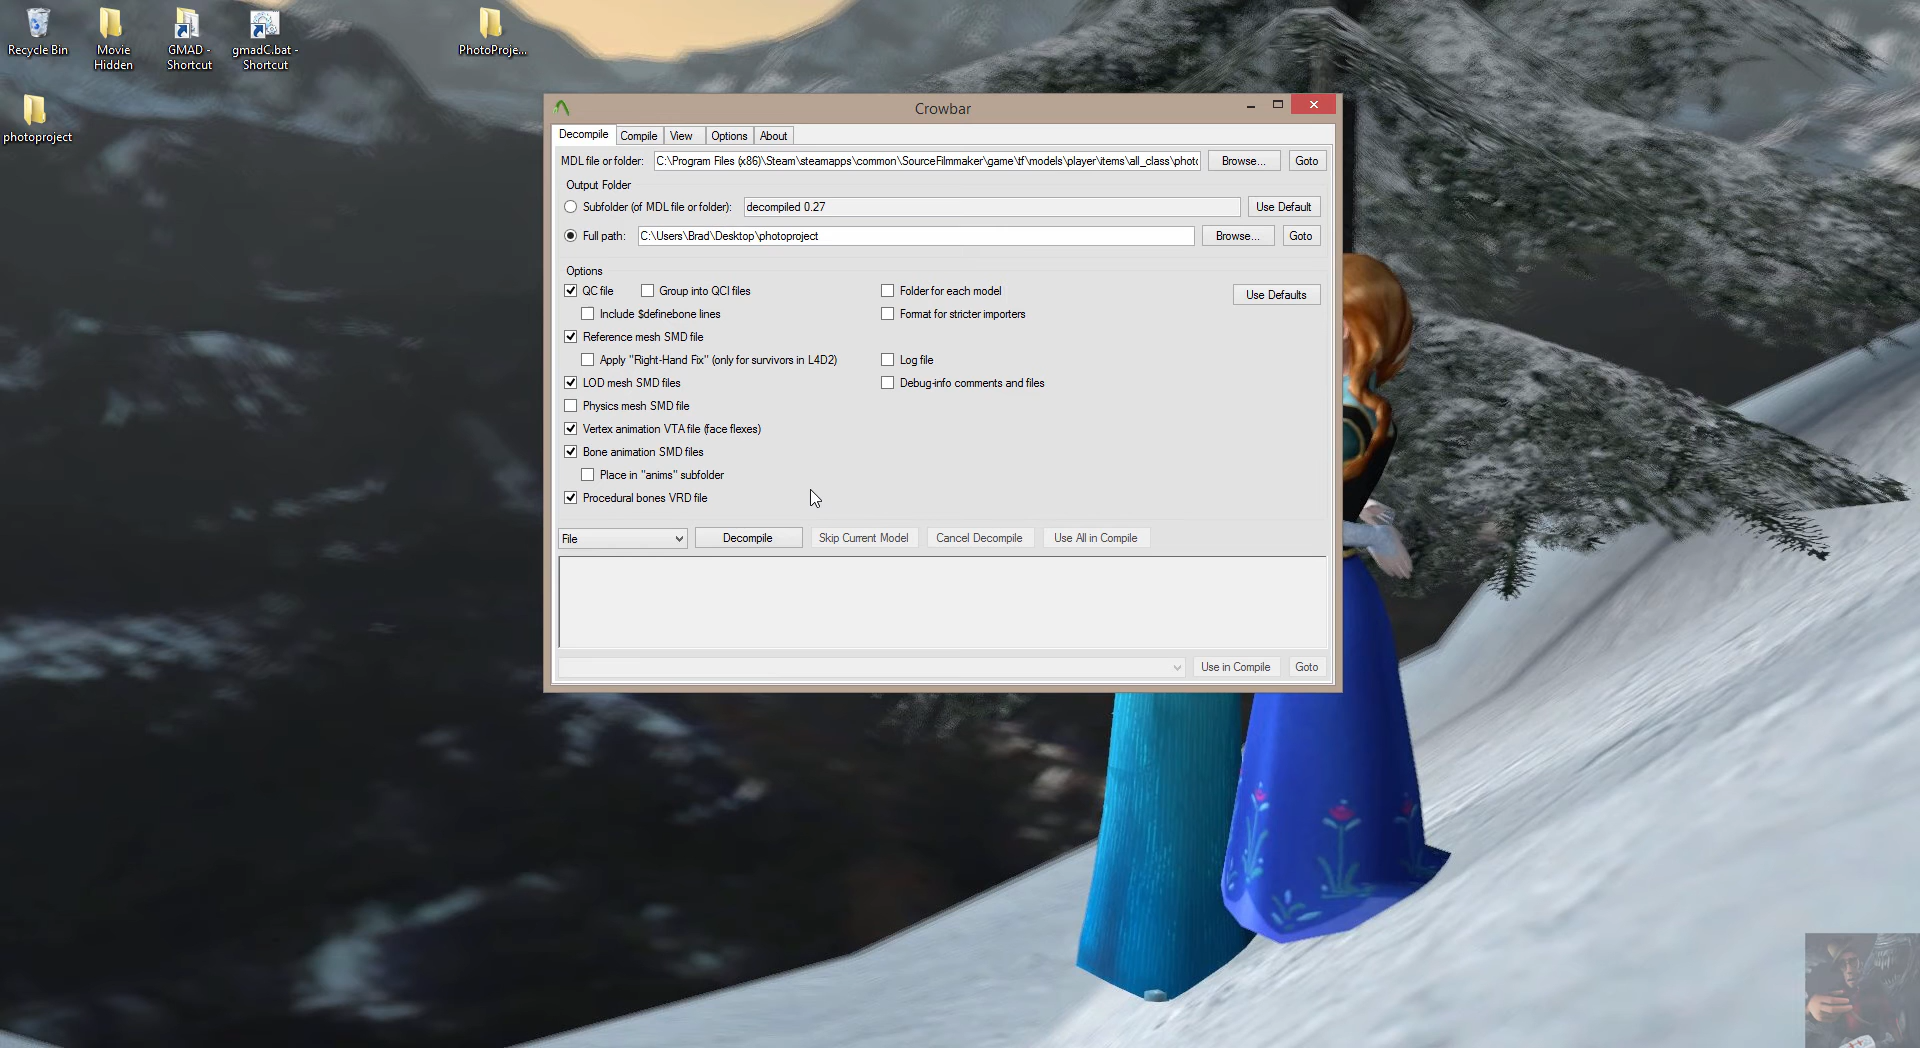 Recycle Bin
Movie
Hidden
GMAD -
Shortcut
gmadC.bat -
Shortcut
PhotoProje...
photoproject
Crowbar
Decompile
Compile
View
Options
About
MDL file or folder:
C:\Program Files (x86)\Steam\steamapps\common\SourceFilmmaker\game\tf\models\player\items\all_class\photo
Browse...
Goto
Output Folder
Subfolder (of MDL file or folder):
decompiled 0.27
Use Default
Full path:
C:\Users\Brad\Desktop\photoproject
Browse...
Goto
Options
QC file
Group into QCI files
Folder for each model
Use Defaults
Include $definebone lines
Format for stricter importers
Reference mesh SMD file
Apply "Right-Hand Fix" (only for survivors in L4D2)
Log file
LOD mesh SMD files
Debug-info comments and files
Physics mesh SMD file
Vertex animation VTA file (face flexes)
Bone animation SMD files
Place in "anims" subfolder
Procedural bones VRD file
File
Decompile
Skip Current Model
Cancel Decompile
Use All in Compile
Use in Compile
Goto